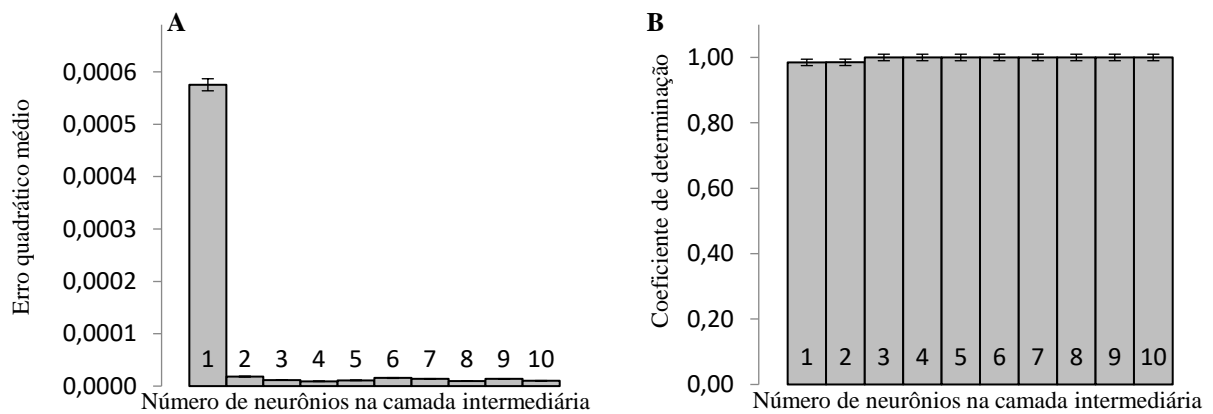 A
Erro quadrático médio
0,0006
0,0005
0,0004
0,0003
0,0002
0,0001
0,0000
1 2 3 4 5 6 7 8 9 10
Número de neurônios na camada intermediária
B
Coeficiente de determinação
1,00
0,80
0,60
0,40
0,20
0,00
1 2 3 4 5 6 7 8 9 10
Número de neurônios na camada intermediária